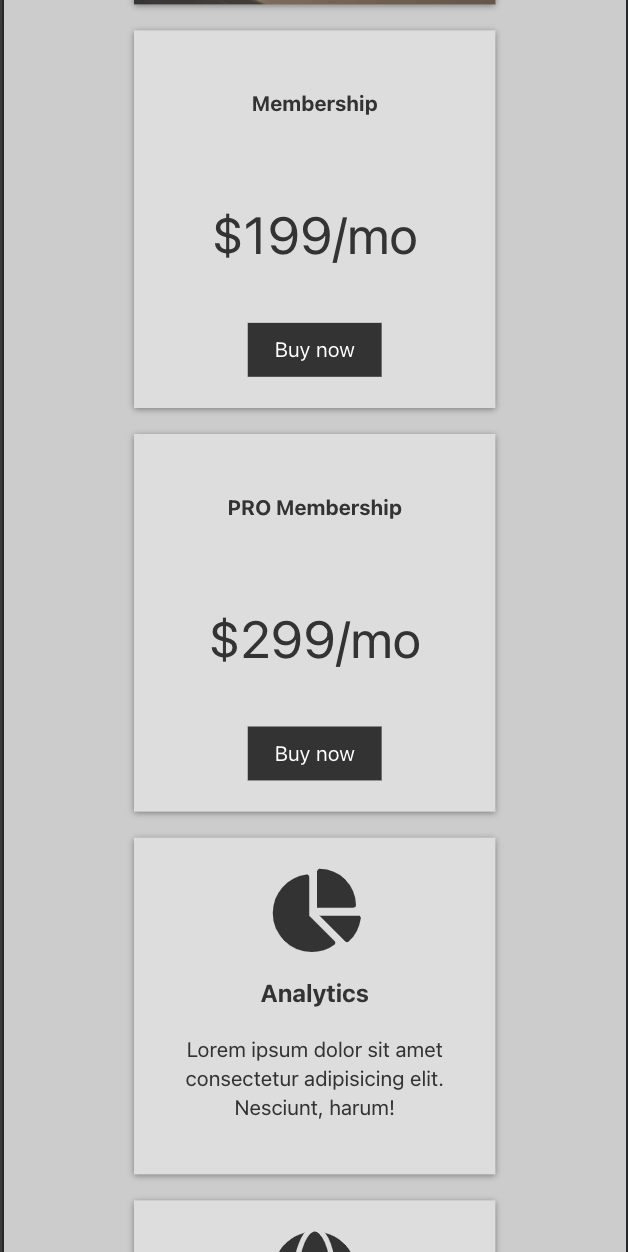 Membership
$199/mo
Buy now
PRO Membership
$299/mo
Buy now
Analytics
Lorem ipsum dolor sit amet
consectetur adipisicing elit.
Nesciunt, harum!